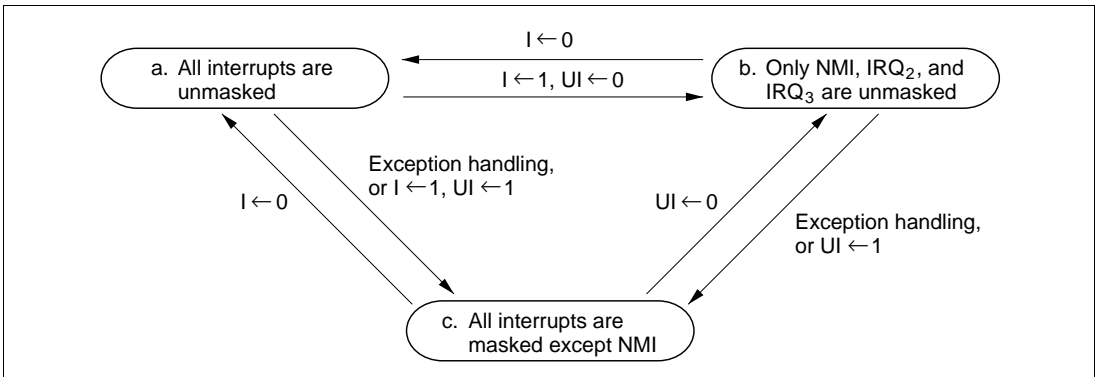 I ← 0
a. All interrupts are
unmasked
I ← 1, UI ← 0
b. Only NMI, IRQ2, and
IRQ3 are unmasked
Exception handling,
or I ← 1, UI ← 1
I ← 0
UI ← 0
Exception handling,
or UI ← 1
c. All interrupts are
masked except NMI